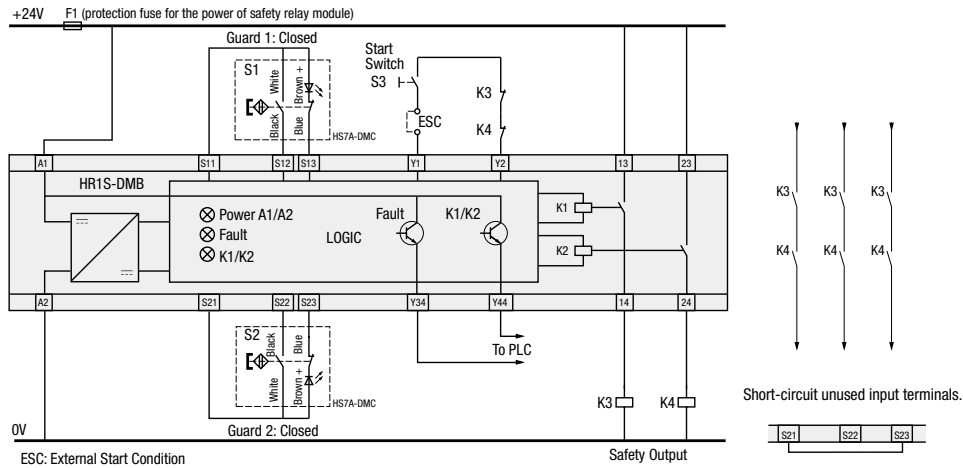 +24V
F1 (protection fuse for the power of safety relay module)
Guard 1: Closed
S1
White
Brown +
Black
Blue
HS7A-DMC
Start
Switch
S3
ESC
K3
K4
A1
S11
S12
S13
Y1
Y2
13
23
HR1S-DMB
Power A1/A2
Fault
K1/K2
LOGIC
Fault
K1/K2
K1
K2
A2
S21
S22
S23
Y34
Y44
14
24
S2
Black
Blue
White
Brown +
HS7A-DMC
To PLC
K3
K4
0V
Guard 2: Closed
ESC: External Start Condition
Safety Output
K3
K3
K3
K4
K4
K4
Short-circuit unused input terminals.
S21
S22
S23